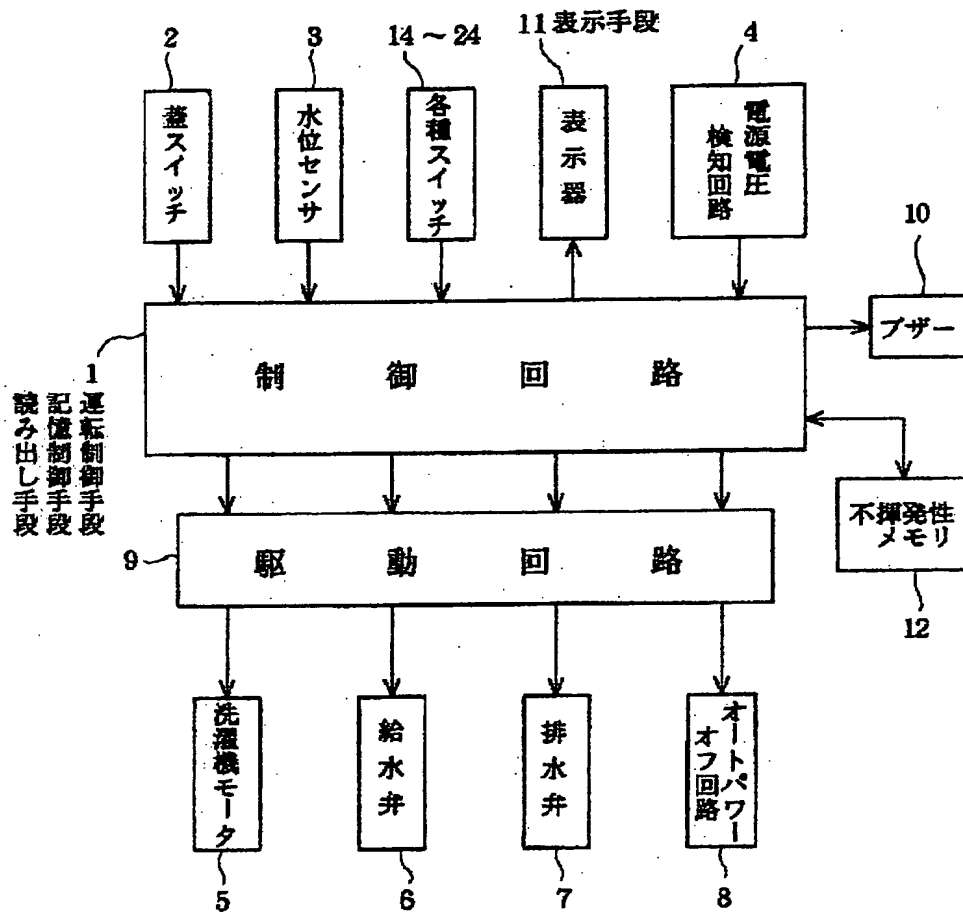 2
3
14～24
11 表示手段
4
蓋スイッチ
水位センサ
各種スイッチ
表示器
電源電圧
検知回路
10
ブザー
制御回路
1
運転制御手段
記憶制御手段
読み出し手段
不揮発性
メモリ
12
9
駆動回路
洗濯機モータ
給水弁
排水弁
オートパワー
オフ回路
5
6
7
8